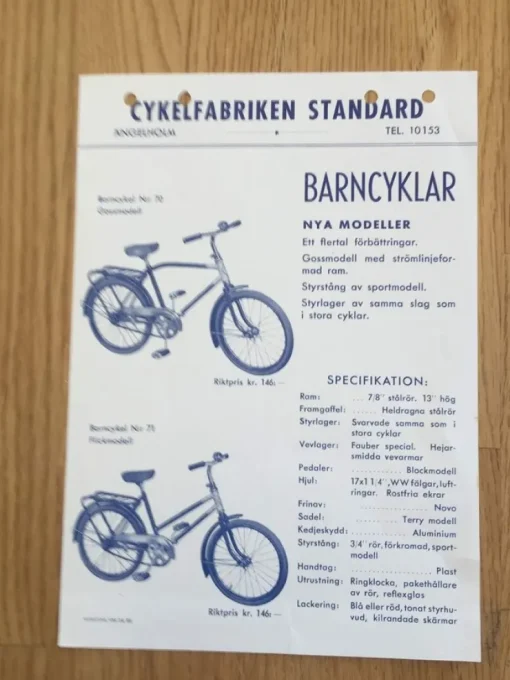 CYKELFABRIKEN STANDARD
ÄNGELHOLM
TEL. 10153
Barncykel No 70
Gossmodell
Riktpris kr. 146:—
Barncykel No 71
Flickmodell
Riktpris kr. 146:—
BARNCYKLAR
NYA MODELLER
Ett flertal förbättringar.
Gossmodell med strömlinjefor-
mad ram.
Styrstång av sportmodell.
Styrlager av samma slag som
i stora cyklar.
SPECIFIKATION:
Ram: ... 7/8" stålrör. 13" hög
Framgaffel: ...... Heldragna stålrör
Styrlager: Svarvade samma som i
stora cyklar
Vevlager: Fauber special. Hejar-
smidda vevarmar
Pedaler: ............ Blockmodell
Hjul: 17x1 1/4", WW fälgar, luft-
ringar. Rostfria ekrar
Frinav: ............ Novo
Sadel: ............ Terry modell
Kedjeskydd: ............ Aluminium
Styrstång: 3/4" rör, förkromad, sport-
modell
Handtag: ............ Plast
Utrustning: Ringklocka, pakethållare
av rör, reflexglos
Lackering: Blå eller röd, tonat styrhu-
vud, kilrandade skärmar